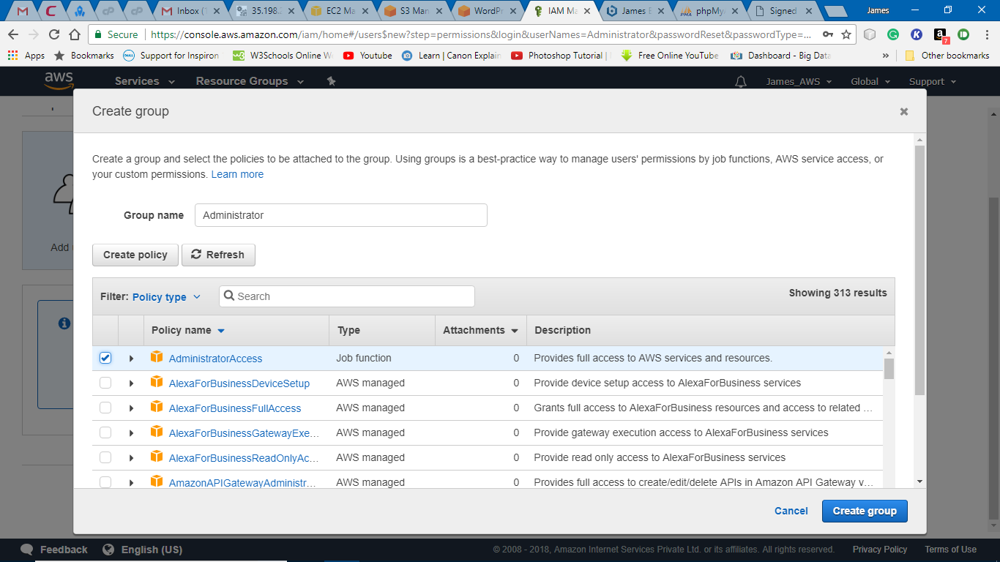 Inbox (1
35.198.
EC2 Ma
S3 Man
WordPr
IAM Ma
James B
phpMyA
Signed
James
Secure
https://console.aws.amazon.com/iam/home#/users$new?step=permissions&login&userNames=Administrator&passwordReset&passwordType=...
7
Apps
Bookmarks
Support for Inspiron
W3Schools Online W
Youtube
Learn | Canon Explain
Photoshop Tutorial |
Free Online YouTube
Dashboard - Big Data
»
Other bookmarks
aws
Services
Resource Groups
James_AWS
Global
Support
Create group
Create a group and select the policies to be attached to the group. Using groups is a best-practice way to manage users' permissions by job functions, AWS service access, or
your custom permissions. Learn more
Group name
Administrator
Add
Create policy
Refresh
Filter: Policy type
Search
Showing 313 results
Policy name
Type
Attachments
Description
AdministratorAccess
Job function
0
Provides full access to AWS services and resources.
AlexaForBusinessDeviceSetup
AWS managed
0
Provide device setup access to AlexaForBusiness services
AlexaForBusinessFullAccess
AWS managed
0
Grants full access to AlexaForBusiness resources and access to related ...
AlexaForBusinessGatewayExe...
AWS managed
0
Provide gateway execution access to AlexaForBusiness services
AlexaForBusinessReadOnlyAc...
AWS managed
0
Provide read only access to AlexaForBusiness services
AmazonAPIGatewayAdministr...
AWS managed
0
Provides full access to create/edit/delete APIs in Amazon API Gateway v...
Cancel
Create group
Feedback
English (US)
© 2008 - 2018, Amazon Internet Services Private Ltd. or its affiliates. All rights reserved.
Privacy Policy
Terms of Use